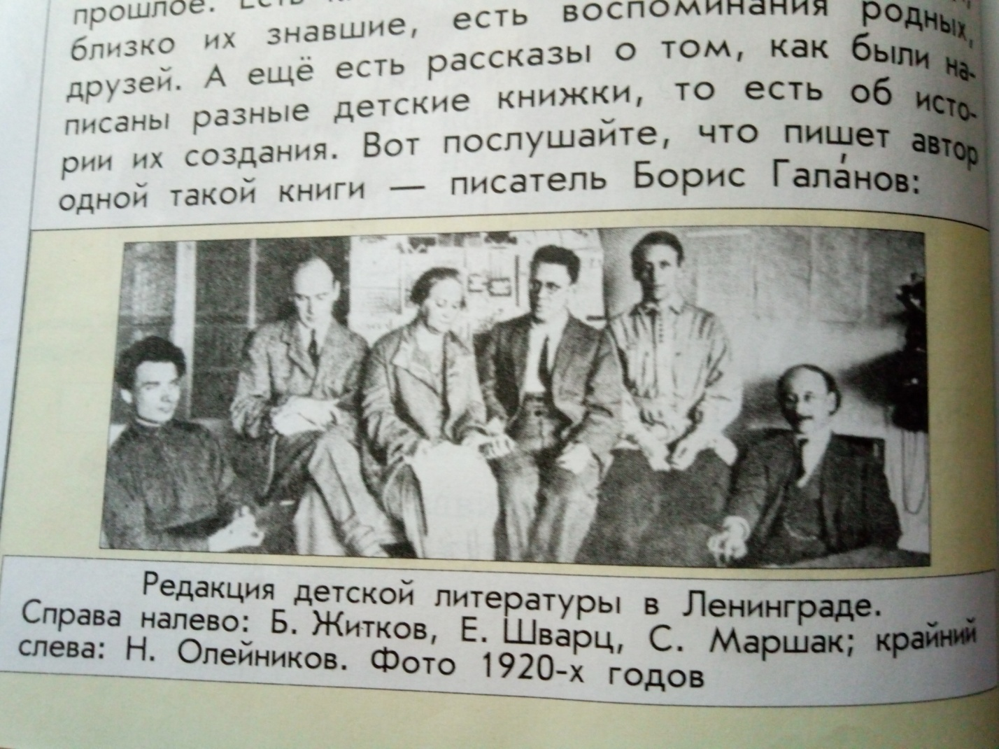 прошлое.
близко их знавшие, есть воспоминания родных,
друзей. А ещё есть рассказы о том, как были на-
писаны разные детские книжки, то есть об исто-
рии их создания. Вот послушайте, что пишет автор
одной такой книги — писатель Борис Гала́нов:
Редакция детской литературы в Ленинграде.
Справа налево: Б. Житков, Е. Шварц, С. Маршак; крайний
слева: Н. Олейников. Фото 1920-х годов